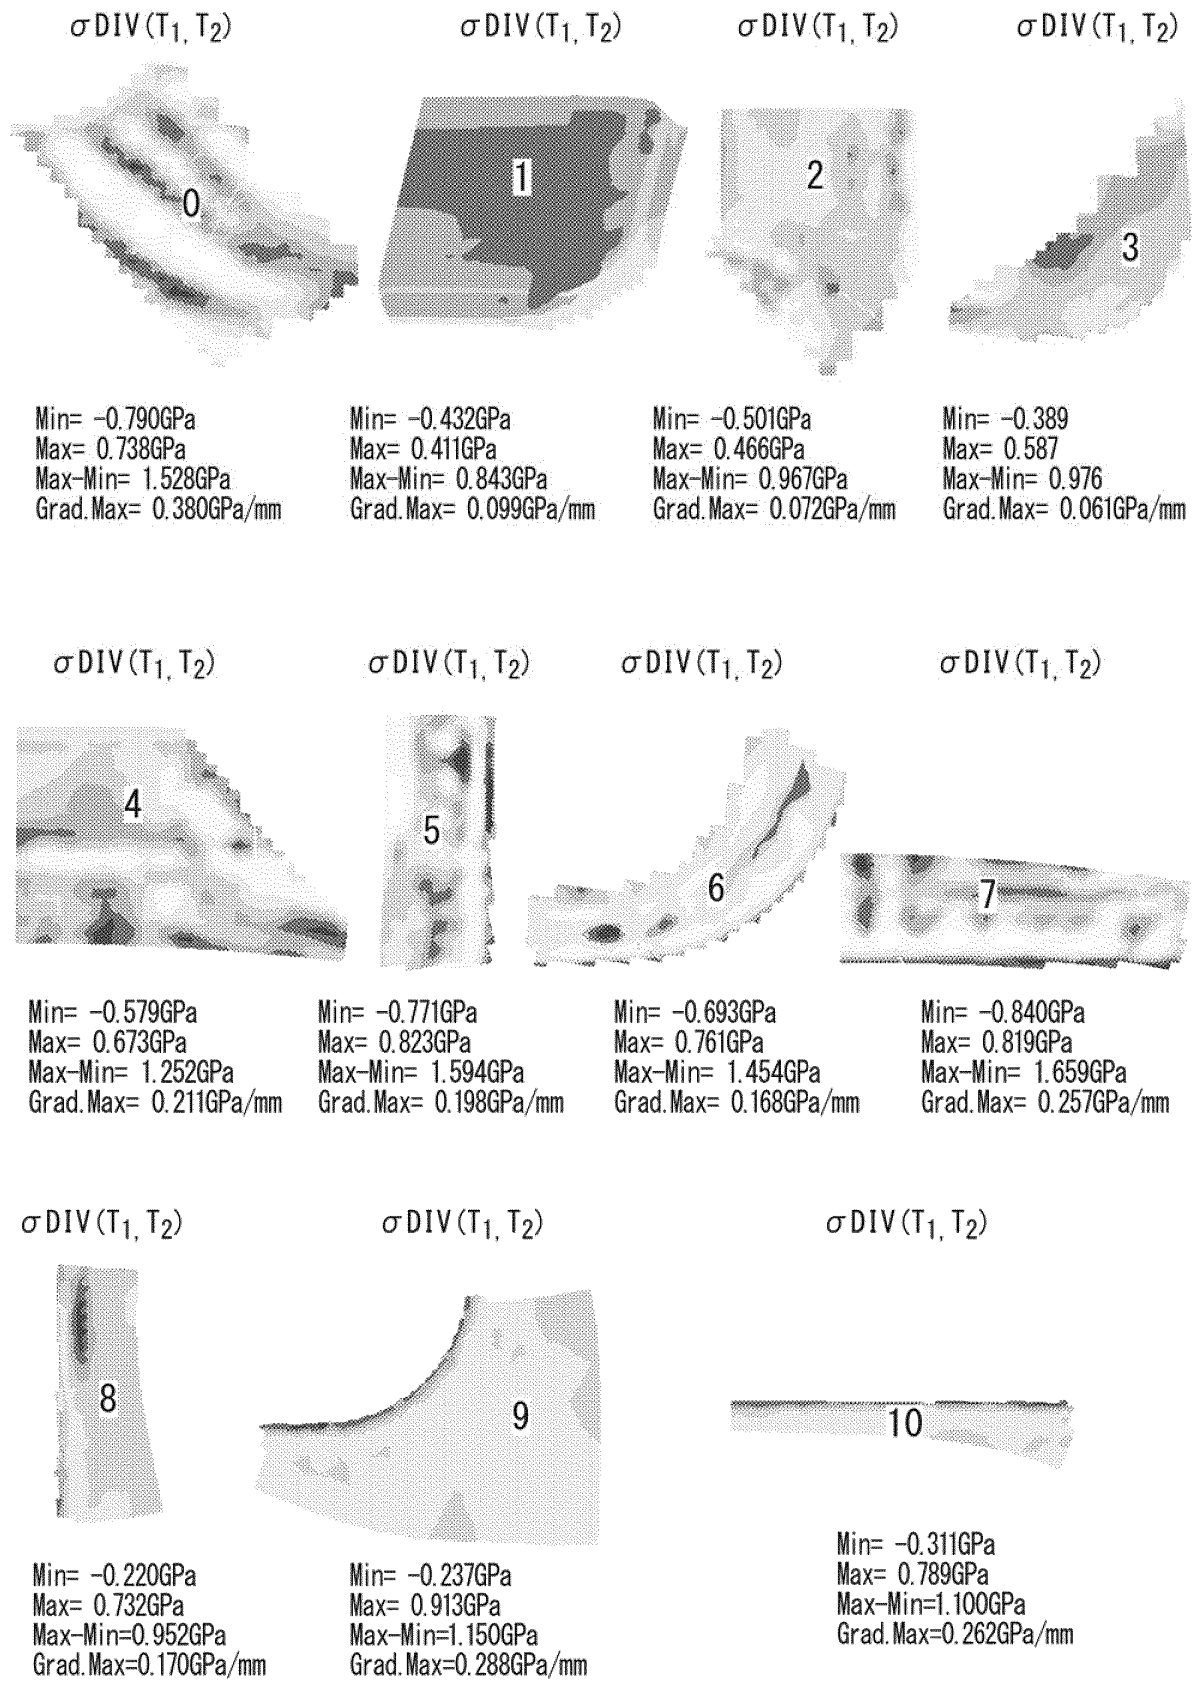 σDIV(T1, T2) σDIV(T1, T2) σDIV(T1, T2) σDIV(T1, T2)
0 1 2 3
Min= -0.790GPa
Max= 0.738GPa
Max-Min= 1.528GPa
Grad.Max= 0.380GPa/mm
Min= -0.432GPa
Max= 0.411GPa
Max-Min= 0.843GPa
Grad.Max= 0.099GPa/mm
Min= -0.501GPa
Max= 0.466GPa
Max-Min= 0.967GPa
Grad.Max= 0.072GPa/mm
Min= -0.389
Max= 0.587
Max-Min= 0.976
Grad.Max= 0.061GPa/mm
σDIV(T1, T2) σDIV(T1, T2) σDIV(T1, T2) σDIV(T1, T2)
4 5 6 7
Min= -0.579GPa
Max= 0.673GPa
Max-Min= 1.252GPa
Grad.Max= 0.211GPa/mm
Min= -0.771GPa
Max= 0.823GPa
Max-Min= 1.594GPa
Grad.Max= 0.198GPa/mm
Min= -0.693GPa
Max= 0.761GPa
Max-Min= 1.454GPa
Grad.Max= 0.168GPa/mm
Min= -0.840GPa
Max= 0.819GPa
Max-Min= 1.659GPa
Grad.Max= 0.257GPa/mm
σDIV(T1, T2) σDIV(T1, T2) σDIV(T1, T2)
8 9 10
Min= -0.220GPa
Max= 0.732GPa
Max-Min=0.952GPa
Grad.Max=0.170GPa/mm
Min= -0.237GPa
Max= 0.913GPa
Max-Min=1.150GPa
Grad.Max=0.288GPa/mm
Min= -0.311GPa
Max= 0.789GPa
Max-Min=1.100GPa
Grad.Max=0.262GPa/mm